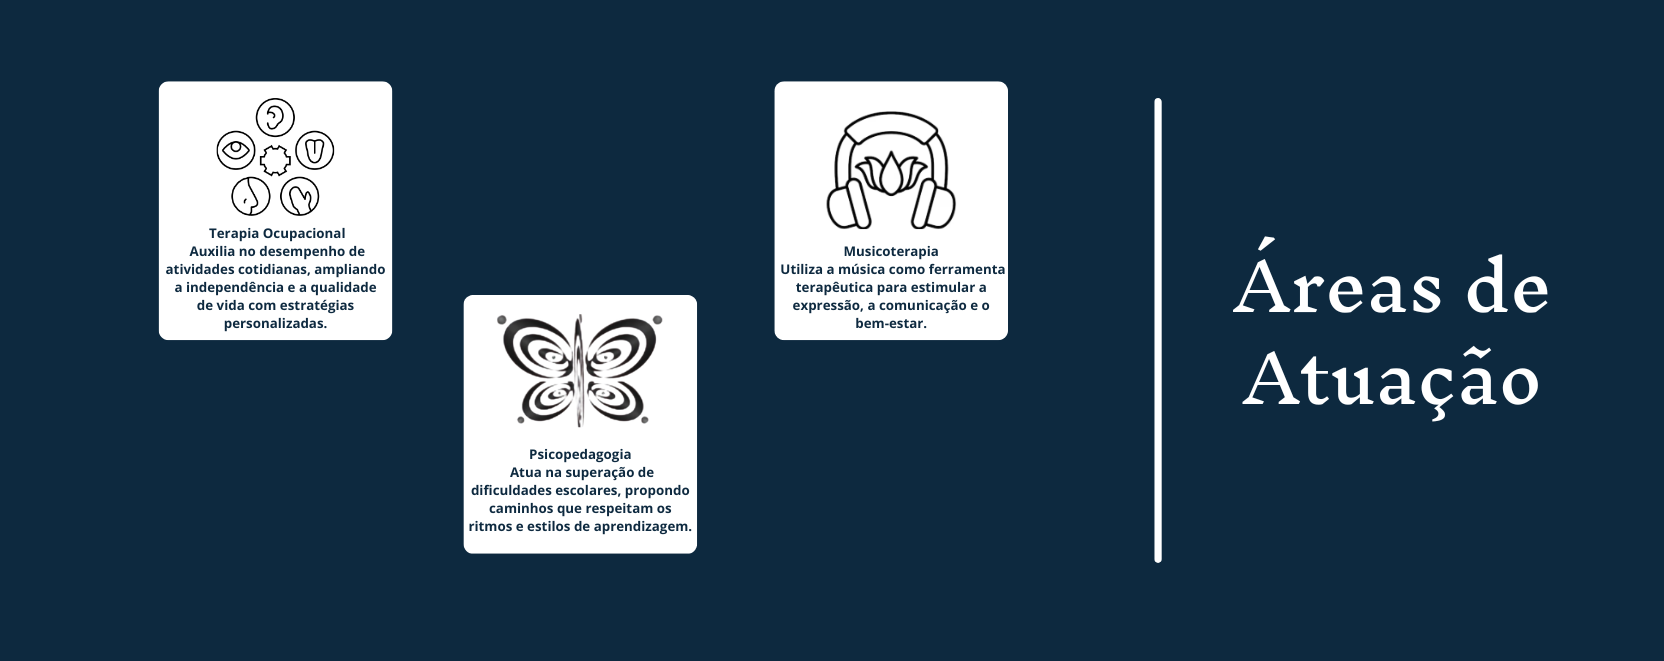 Terapia Ocupacional
Auxilia no desempenho de
atividades cotidianas, ampliando
a independência e a qualidade
de vida com estratégias
personalizadas.
Psicopedagogia
Atua na superação de
dificuldades escolares, propondo
caminhos que respeitam os
ritmos e estilos de aprendizagem.
Musicoterapia
Utiliza a música como ferramenta
terapêutica para estimular a
expressão, a comunicação e o
bem-estar.
Áreas de
Atuação